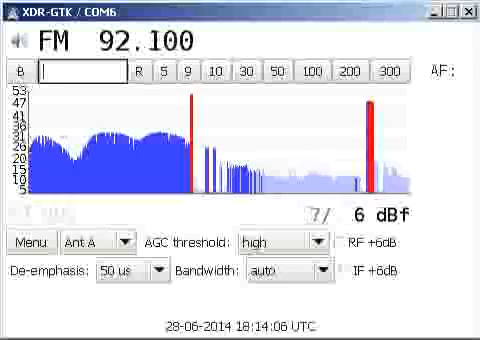 XDR-GTK / COM6
FM 92.100
B R 5 9 10 30 50 100 200 300 AF:
53
47
41
36
31
26
20
15
10
5
7/ 6 dBf
Menu Ant A AGC threshold: high RF +6dB
De-emphasis: 50 us Bandwidth: auto IF +6dB
28-06-2014 18:14:06 UTC